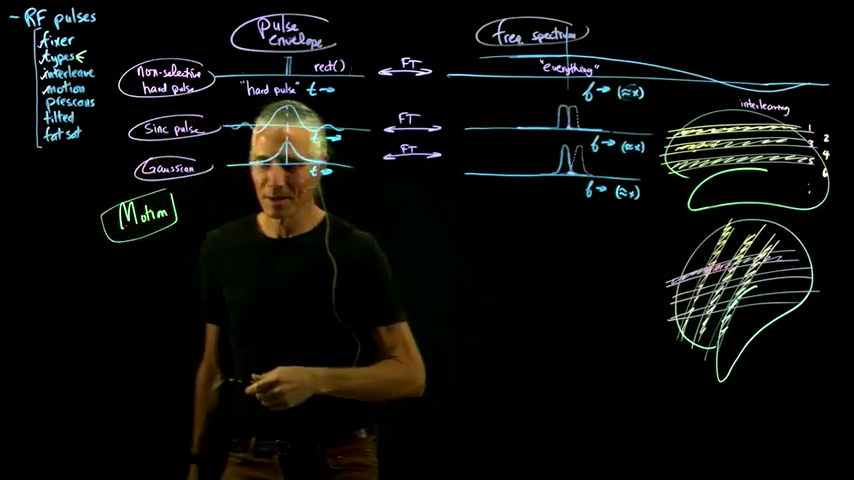 - RF pulses
fixer
types
interleave
motion
prescans
tilted
fat sat
pulse envelope
freq spectrum
non-selective hard pulse
rect()
"hard pulse" t →
FT
"everything"
f → (≈x)
Sinc pulse
t →
FT
f → (≈x)
Gaussian
t →
FT
f → (≈x)
Motion
interleaving
1
2
3
4
5
6